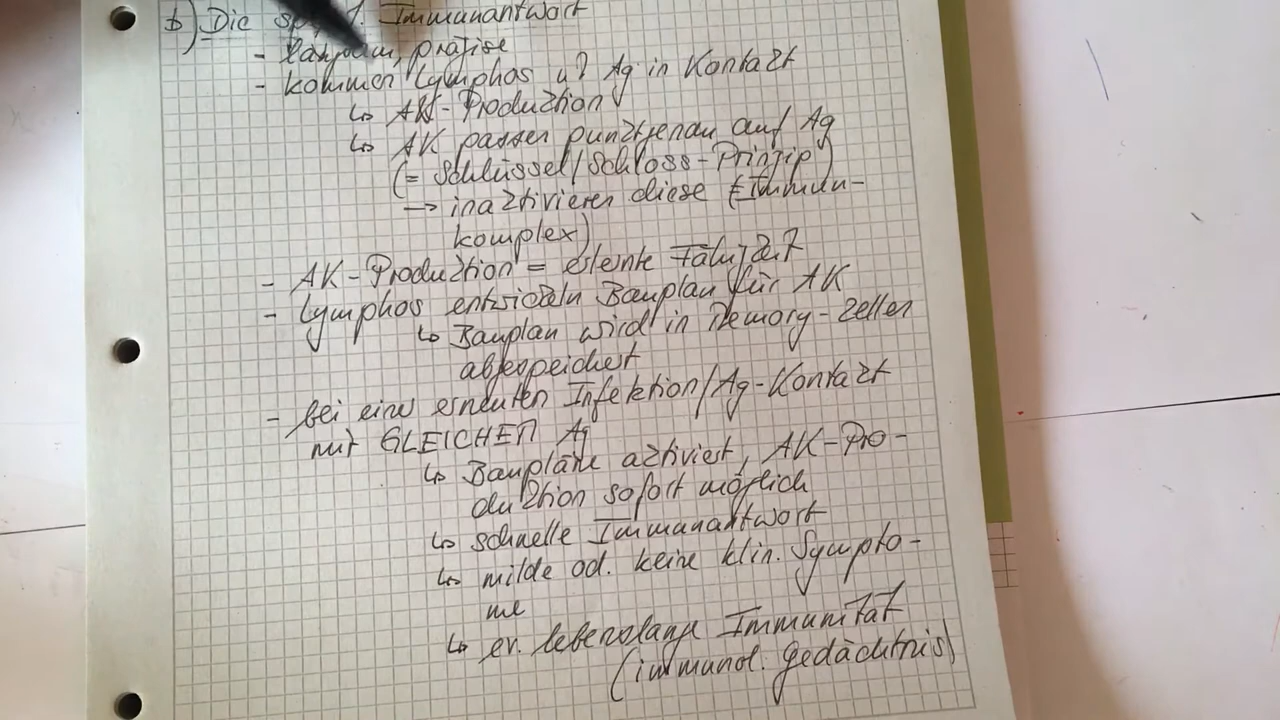 b) Die Immunantwort
- langsam, präzise
- kommen Lymphos u? Ag in Kontakt
↳ AK-Produktion
↳ AK passen punktgenau auf Ag
(= Schlüssel/Schloss-Prinzip)
→ inaktivieren diese (Immun-
komplex)
- AK-Produktion = erlernte Fähigkeit
- Lymphos entwickeln Bauplan für AK
↳ Bauplan wird in Memory-Zellen
abgespeichert
- bei einer erneuten Infektion/Ag-Kontakt
mit GLEICHEN Ag
↳ Baupläne aktiviert, AK-Pro-
duktion sofort möglich
↳ schnelle Immunantwort
↳ milde od. keine klin. Sympto-
me
↳ ev. lebenslange Immunität
(immunol. Gedächtnis)